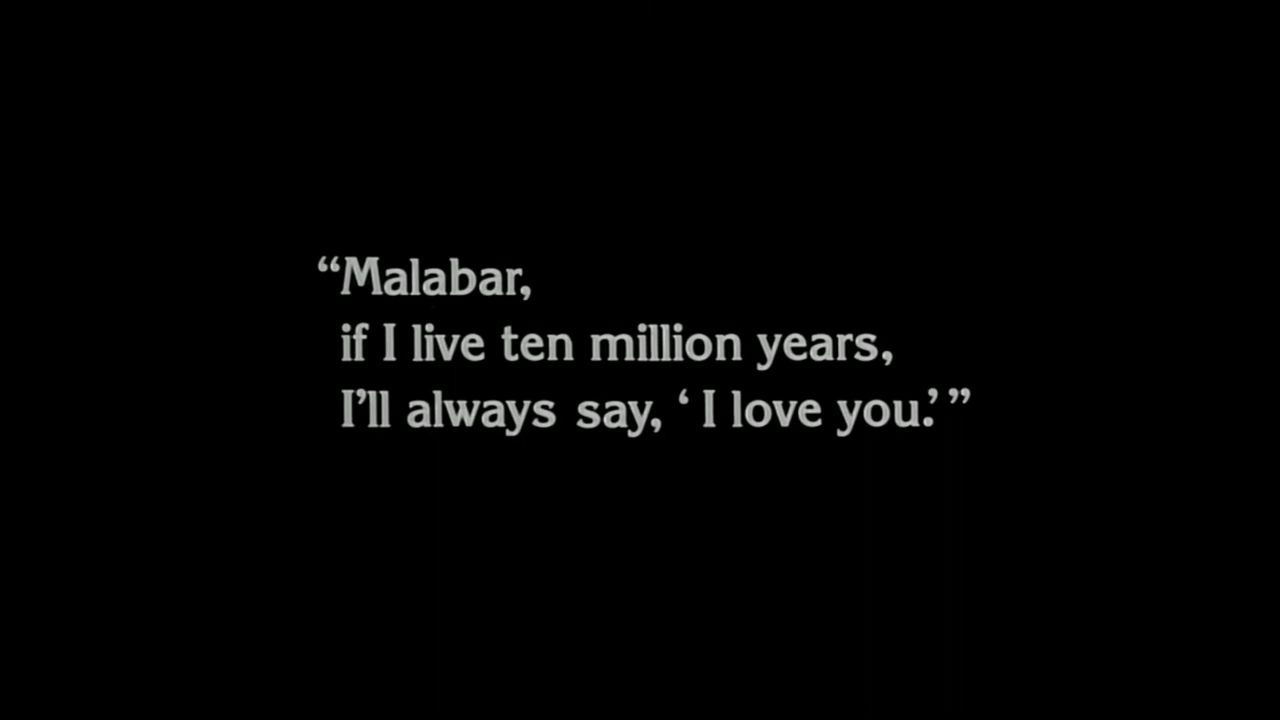 “Malabar,
if I live ten million years,
I’ll always say, ‘I love you.’”